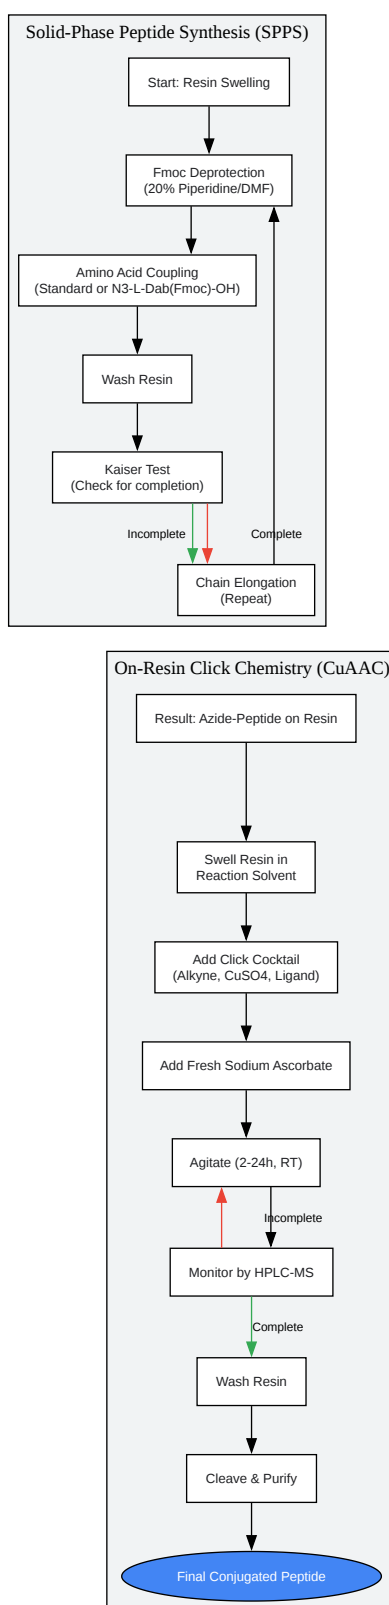 Solid-Phase Peptide Synthesis (SPPS)
Start: Resin Swelling
Fmoc Deprotection
(20% Piperidine/DMF)
Amino Acid Coupling
(Standard or N3-L-Dab(Fmoc)-OH)
Wash Resin
Kaiser Test
(Check for completion)
Incomplete
Complete
Chain Elongation
(Repeat)
On-Resin Click Chemistry (CuAAC)
Result: Azide-Peptide on Resin
Swell Resin in
Reaction Solvent
Add Click Cocktail
(Alkyne, CuSO4, Ligand)
Add Fresh Sodium Ascorbate
Agitate (2-24h, RT)
Incomplete
Monitor by HPLC-MS
Complete
Wash Resin
Cleave & Purify
Final Conjugated Peptide